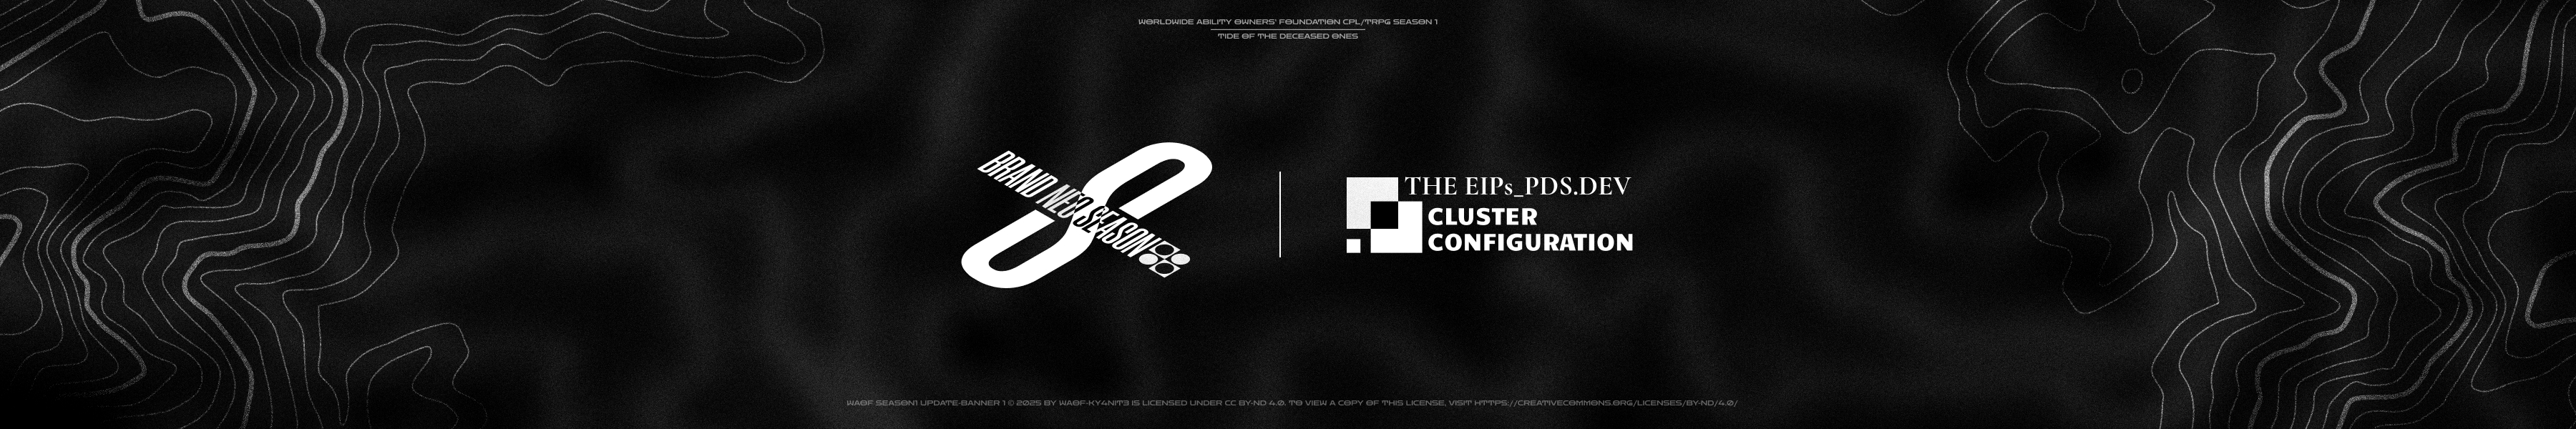 WORLDWIDE ABILITY OWNERS' FOUNDATION CPL/TRPG SEASON 1
TIDE OF THE DECEASED ONES
BRAND NEO SEASON
THE EIPs_PDS.DEV
CLUSTER
CONFIGURATION
WAOF SEASON1 UPDATE-BANNER 1 © 2025 BY WAOF-KY4NIT3 IS LICENSED UNDER CC BY-ND 4.0. TO VIEW A COPY OF THIS LICENSE, VISIT HTTPS://CREATIVECOMMONS.ORG/LICENSES/BY-ND/4.0/